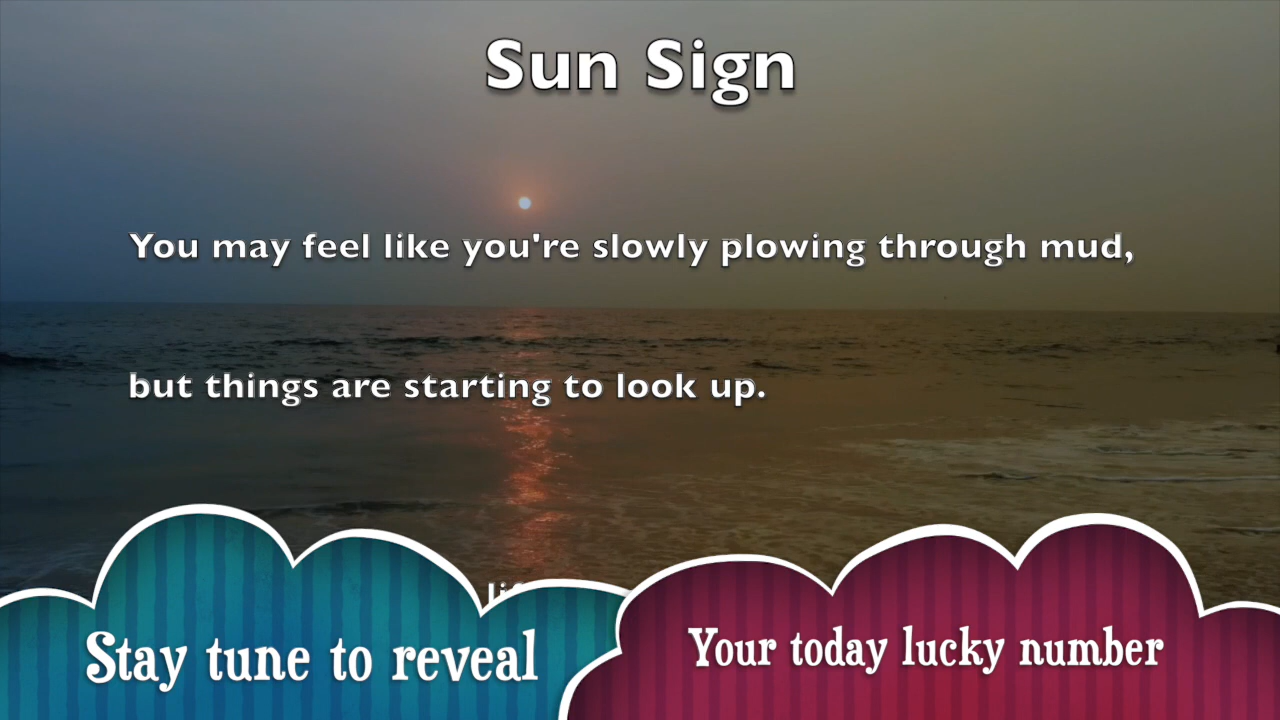 Sun Sign
You may feel like you're slowly plowing through mud,
but things are starting to look up.
Stay tune to reveal
Your today lucky number